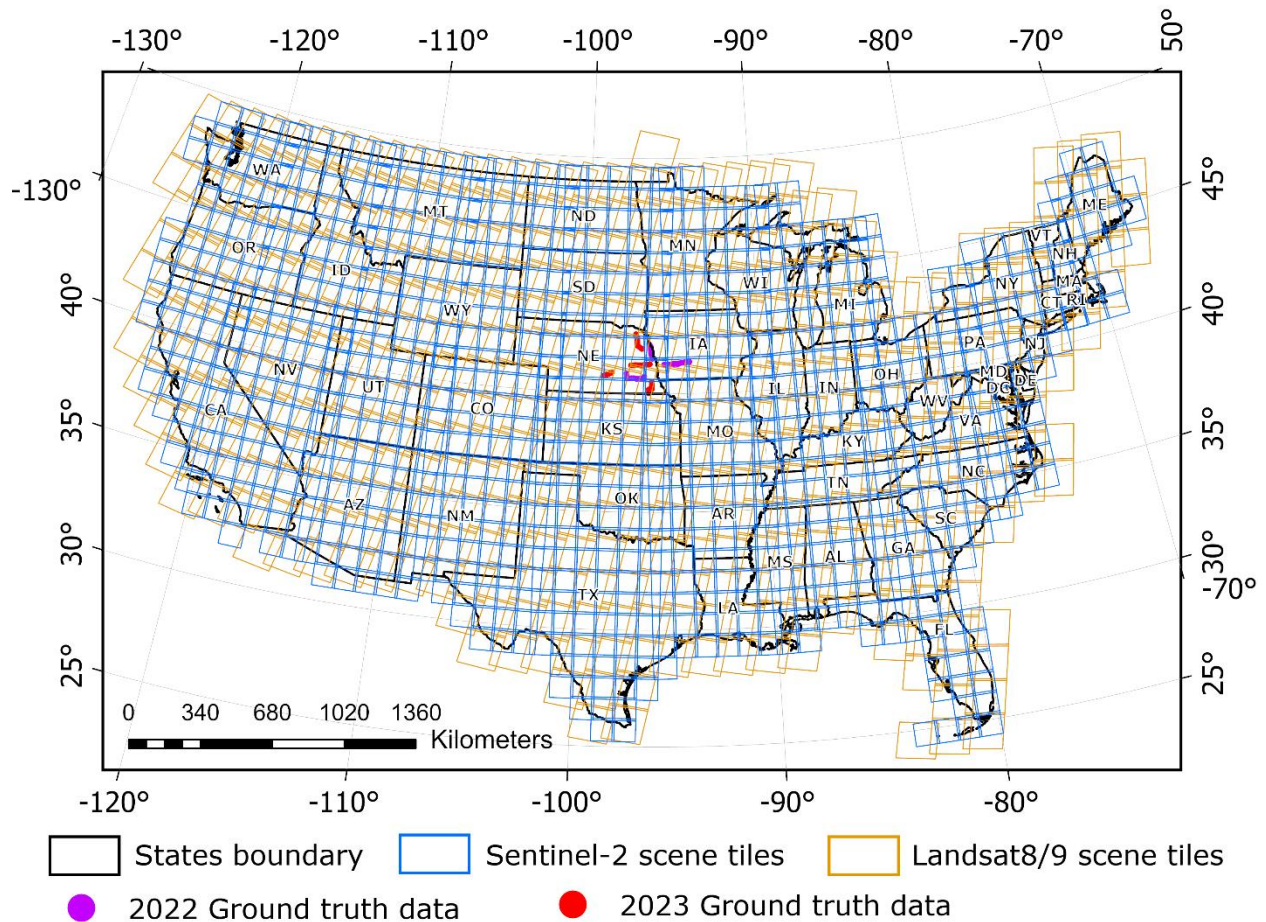 -130° -120° -110° -100° -90° -80° -70° 50°
-130° 45°
40° 40°
35° 35°
30° 30°
-70°
25° 25°
WA MT ND MN ME
OR ID SD WI MI VT NH
WY NY MA CT RI
NE IA PA NJ
NV UT CO IL IN OH MD DE
DC
CA KS MO WV VA
KY
AZ NM OK AR TN NC
SC
MS AL GA
TX LA FL
0 340 680 1020 1360
Kilometers
-120° -110° -100° -90° -80°
States boundary Sentinel-2 scene tiles Landsat8/9 scene tiles
2022 Ground truth data 2023 Ground truth data